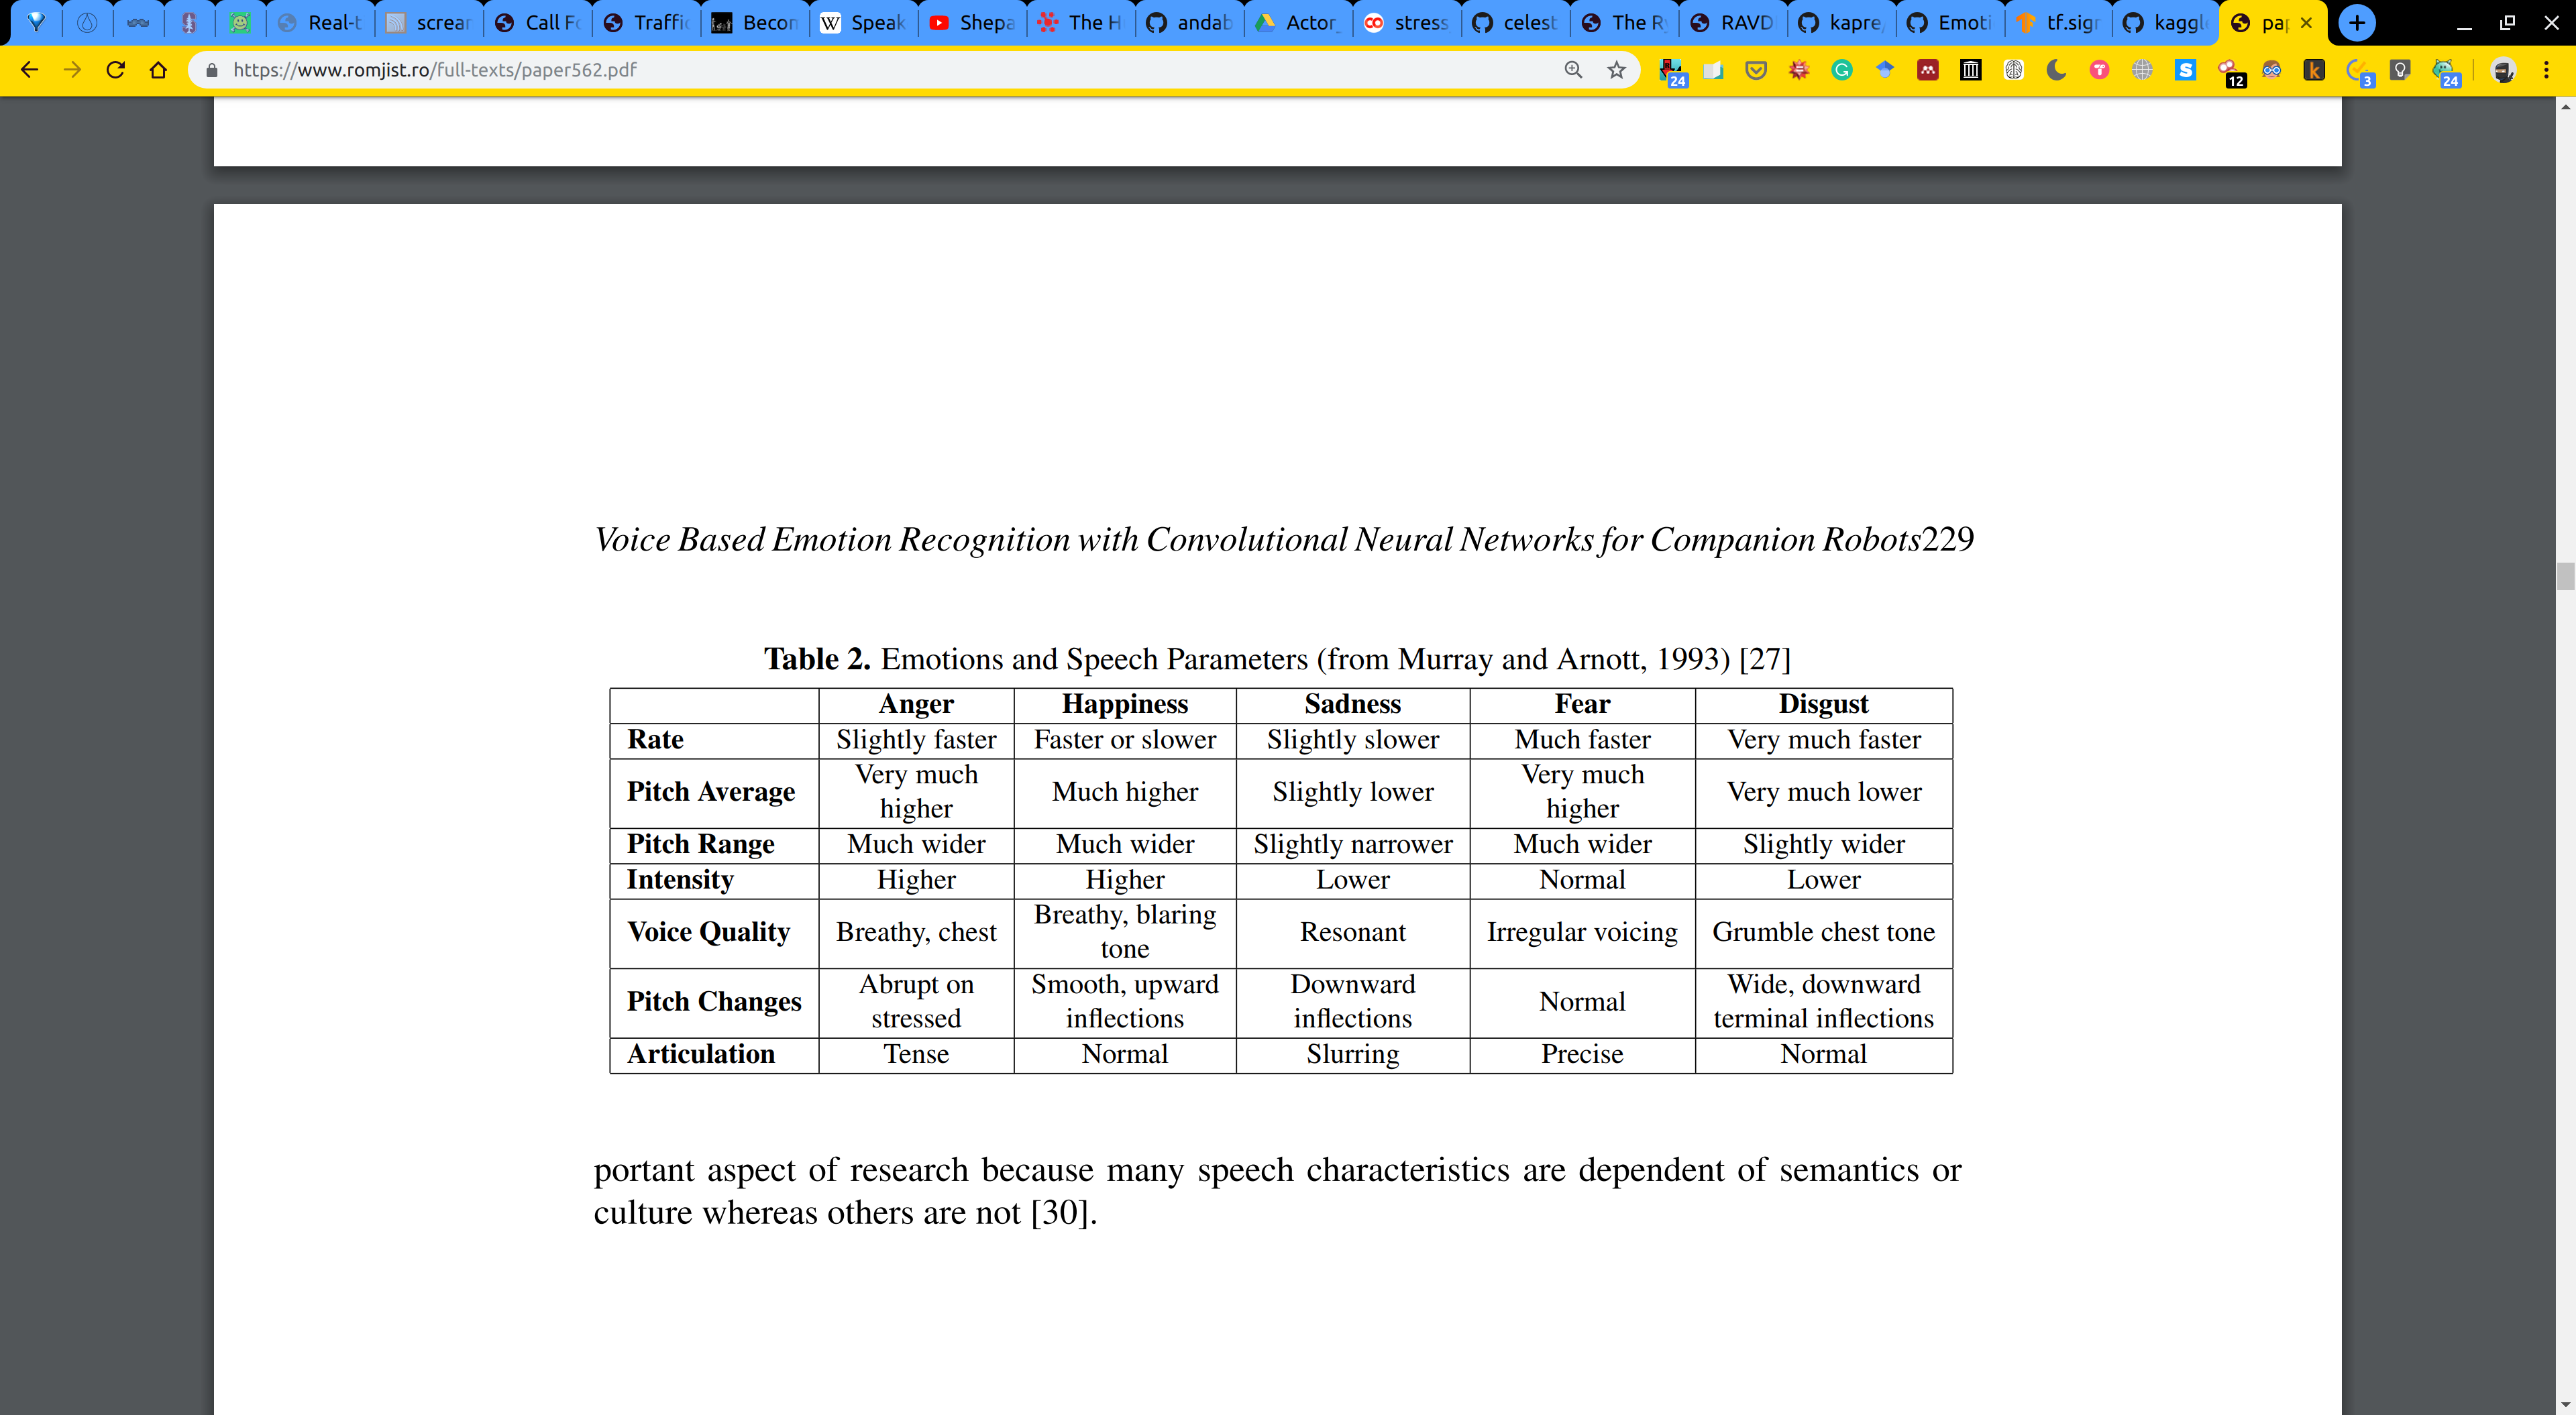 Real-t screar Call Fo Traffic Becon W Speak Shepa The H andab Actor_ co stress celest The R RAVD kapre, Emoti tf.sigr kaggl pap
https://www.romjist.ro/full-texts/paper562.pdf
24 12 3 24
Voice Based Emotion Recognition with Convolutional Neural Networks for Companion Robots229
Table 2. Emotions and Speech Parameters (from Murray and Arnott, 1993) [27]
Anger Happiness Sadness Fear Disgust
Rate Slightly faster Faster or slower Slightly slower Much faster Very much faster
Pitch Average Very much higher Much higher Slightly lower Very much higher Very much lower
Pitch Range Much wider Much wider Slightly narrower Much wider Slightly wider
Intensity Higher Higher Lower Normal Lower
Voice Quality Breathy, chest Breathy, blaring tone Resonant Irregular voicing Grumble chest tone
Pitch Changes Abrupt on stressed Smooth, upward inflections Downward inflections Normal Wide, downward terminal inflections
Articulation Tense Normal Slurring Precise Normal
portant aspect of research because many speech characteristics are dependent of semantics or
culture whereas others are not [30].